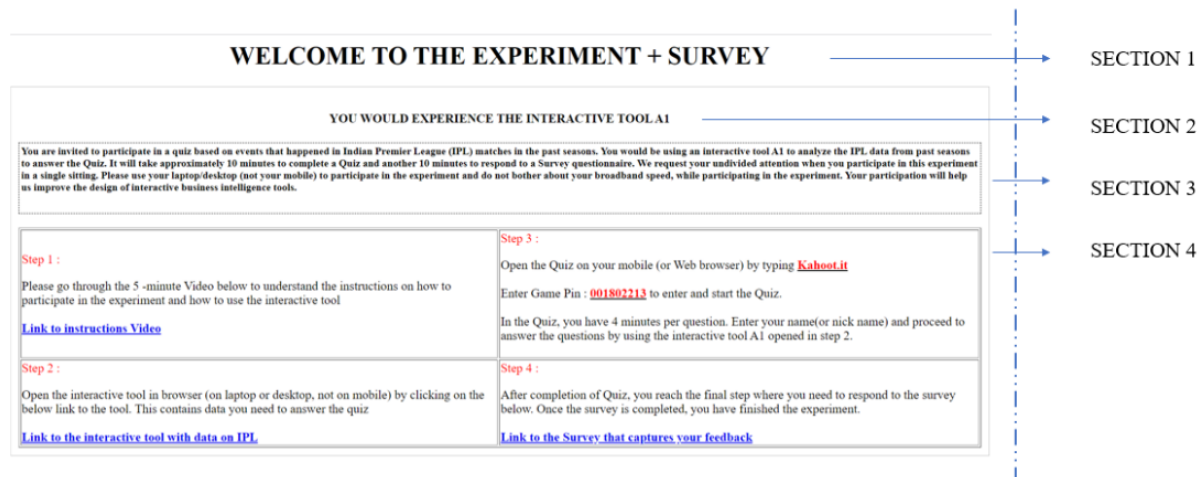 WELCOME TO THE EXPERIMENT + SURVEY
SECTION 1
YOU WOULD EXPERIENCE THE INTERACTIVE TOOL A1
SECTION 2
You are invited to participate in a quiz based on events that happened in Indian Premier League (IPL) matches in the past seasons. You would be using an interactive tool A1 to analyze the IPL data from past seasons
to answer the Quiz. It will take approximately 10 minutes to complete a Quiz and another 10 minutes to respond to a Survey questionnaire. We request your undivided attention when you participate in this experiment
in a single sitting. Please use your laptop/desktop (not your mobile) to participate in the experiment and do not bother about your broadband speed, while participating in the experiment. Your participation will help
us improve the design of interactive business intelligence tools.
SECTION 3
SECTION 4
Step 1 :
Please go through the 5 -minute Video below to understand the instructions on how to
participate in the experiment and how to use the interactive tool
Link to instructions Video
Step 3 :
Open the Quiz on your mobile (or Web browser) by typing Kahoot.it
Enter Game Pin : 001802213 to enter and start the Quiz.
In the Quiz, you have 4 minutes per question. Enter your name(or nick name) and proceed to
answer the questions by using the interactive tool A1 opened in step 2.
Step 2 :
Open the interactive tool in browser (on laptop or desktop, not on mobile) by clicking on the
below link to the tool. This contains data you need to answer the quiz
Link to the interactive tool with data on IPL
Step 4 :
After completion of Quiz, you reach the final step where you need to respond to the survey
below. Once the survey is completed, you have finished the experiment.
Link to the Survey that captures your feedback